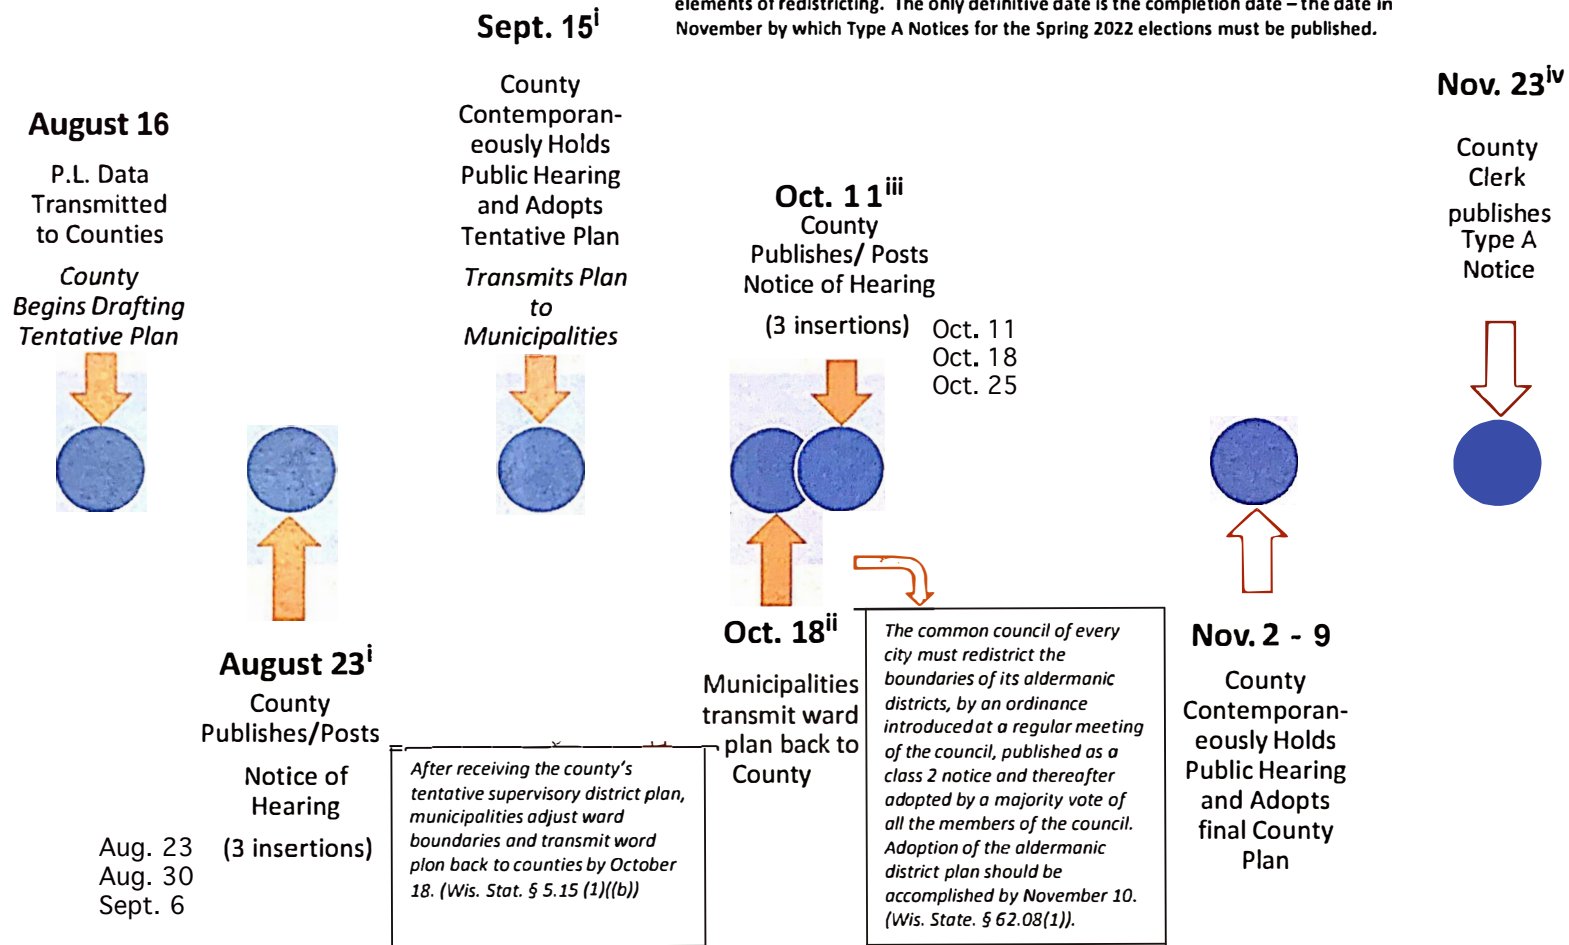 elements of redistricting. The only definitive date is the completion date – the date in
November by which Type A Notices for the Spring 2022 elections must be published.
August 16
P.L. Data
Transmitted
to Counties
County
Begins Drafting
Tentative Plan
August 23i
County
Publishes/Posts
Notice of
Hearing
(3 insertions)
Aug. 23
Aug. 30
Sept. 6
Sept. 15i
County
Contemporan-
eously Holds
Public Hearing
and Adopts
Tentative Plan
Transmits Plan
to
Municipalities
After receiving the county's
tentative supervisory district plan,
municipalities adjust ward
boundaries and transmit word
plon back to counties by October
18. (Wis. Stat. § 5.15 (1)((b))
Oct. 11iii
County
Publishes/ Posts
Notice of Hearing
(3 insertions)
Oct. 11
Oct. 18
Oct. 25
Oct. 18ii
Municipalities
transmit ward
plan back to
County
The common council of every
city must redistrict the
boundaries of its aldermanic
districts, by an ordinance
introduced at a regular meeting
of the council, published as a
class 2 notice and thereafter
adopted by a majority vote of
all the members of the council.
Adoption of the aldermanic
district plan should be
accomplished by November 10.
(Wis. State. § 62.08(1)).
Nov. 2 - 9
County
Contemporan-
eously Holds
Public Hearing
and Adopts
final County
Plan
Nov. 23iv
County
Clerk
publishes
Type A
Notice